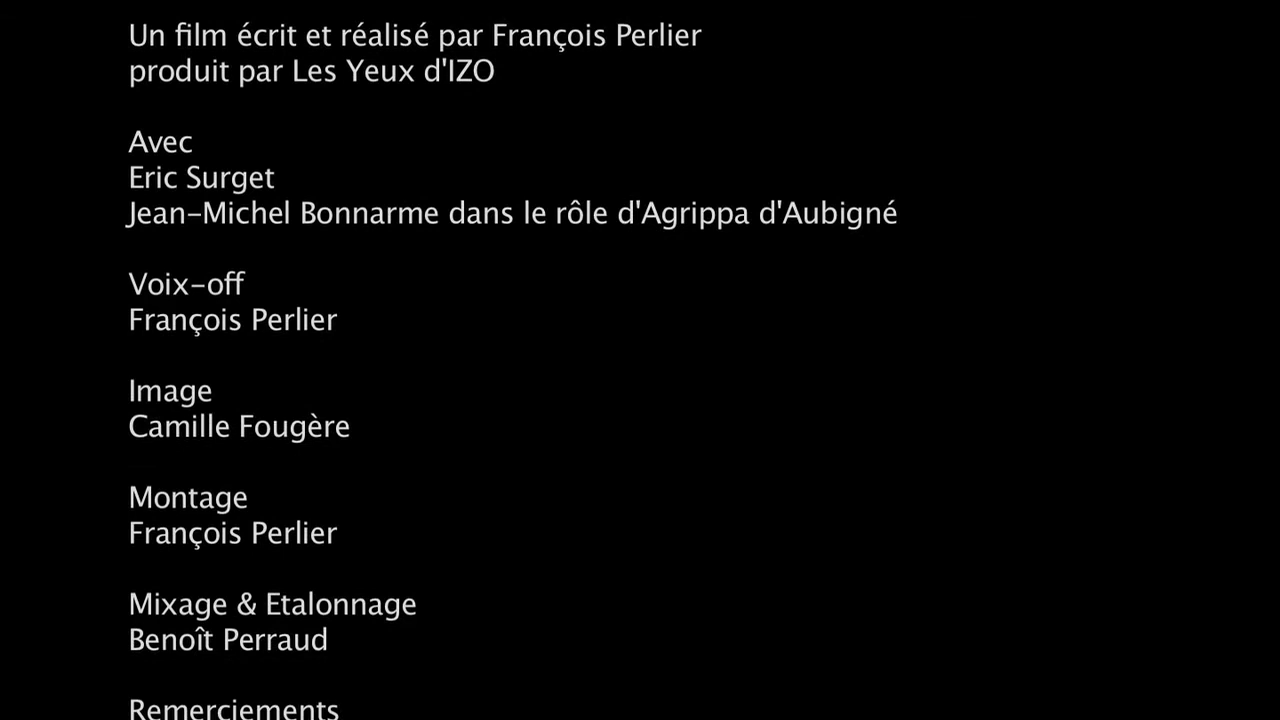 Un film écrit et réalisé par François Perlier
produit par Les Yeux d'IZO
Avec
Eric Surget
Jean-Michel Bonnarme dans le rôle d'Agrippa d'Aubigné
Voix-off
François Perlier
Image
Camille Fougère
Montage
François Perlier
Mixage & Etalonnage
Benoît Perraud
Remerciements